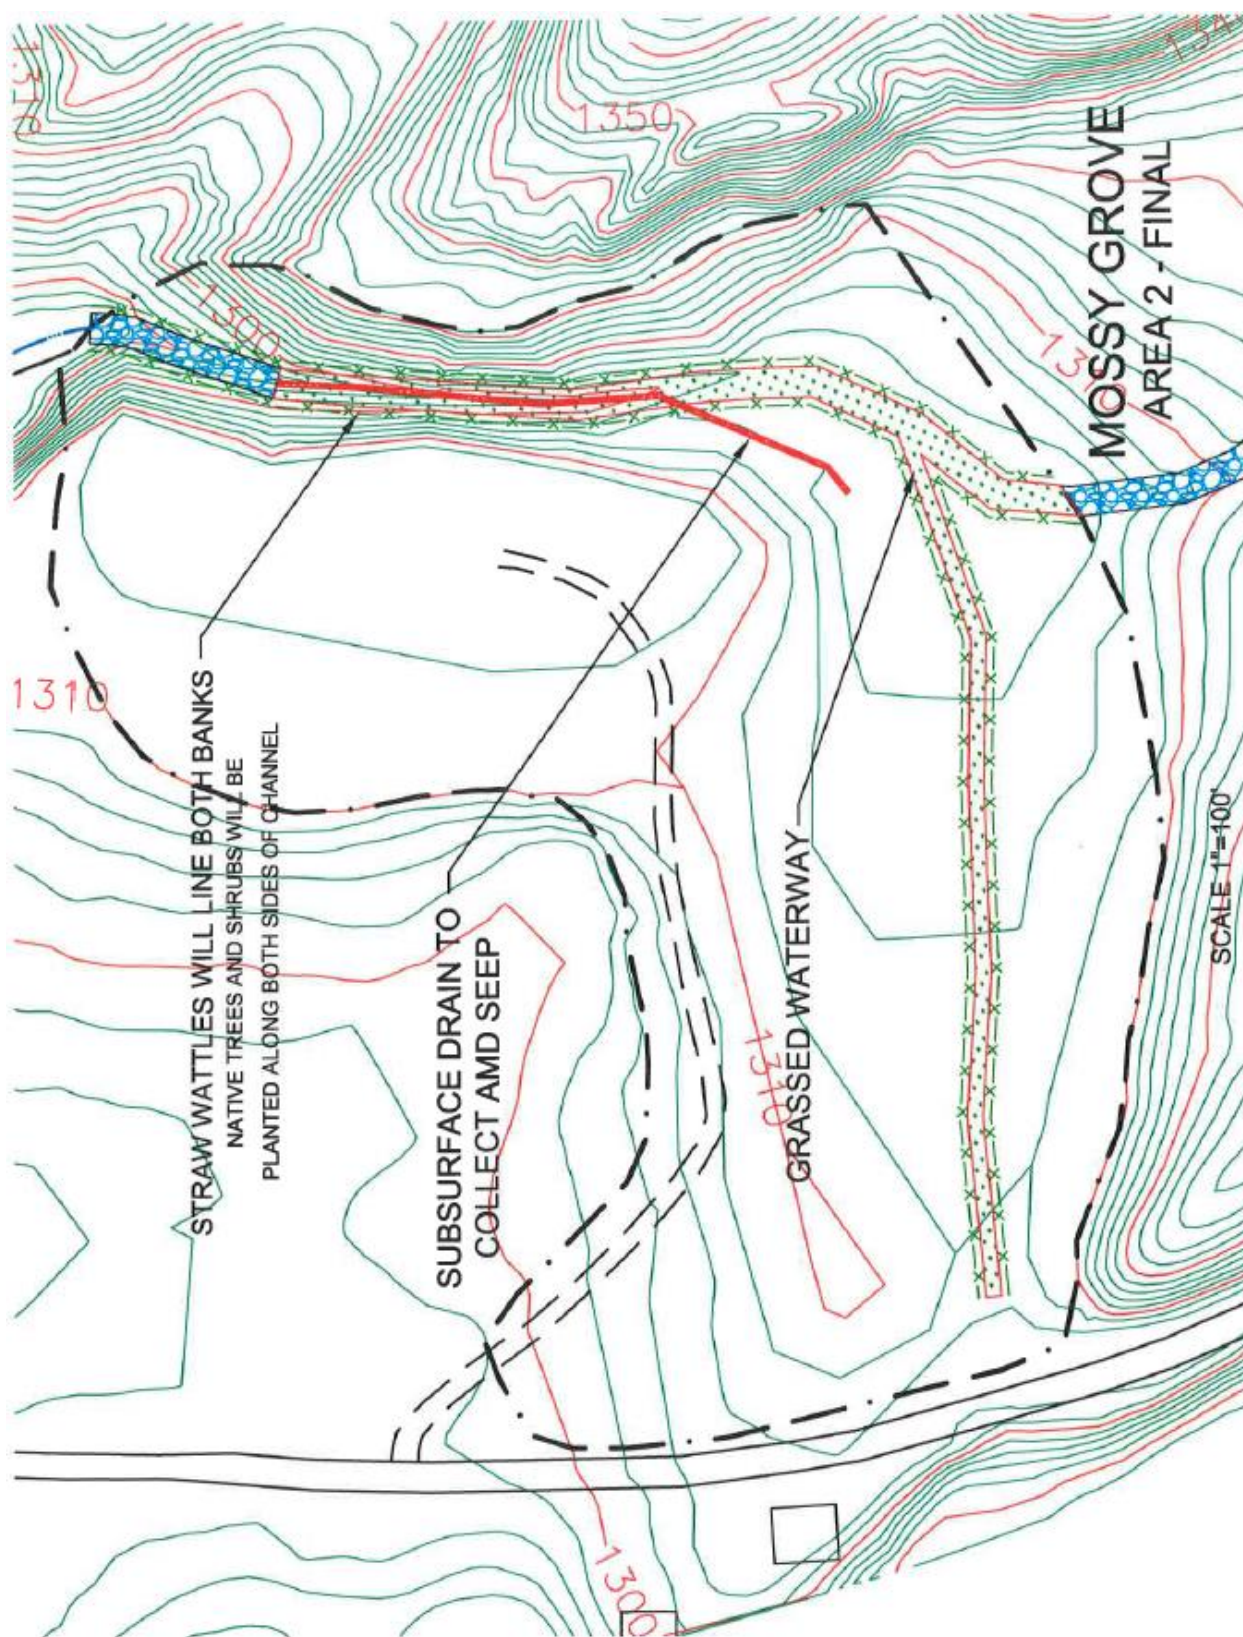 1310
1350
134
1300
1310
MOSSY GROVE
AREA 2 - FINAL
STRAW WATTLES WILL LINE BOTH BANKS
NATIVE TREES AND SHRUBS WILL BE
PLANTED ALONG BOTH SIDES OF CHANNEL
1310
SUBSURFACE DRAIN TO
COLLECT AMD SEEP
GRASSED WATERWAY
1310
SCALE 1"=100'
1300